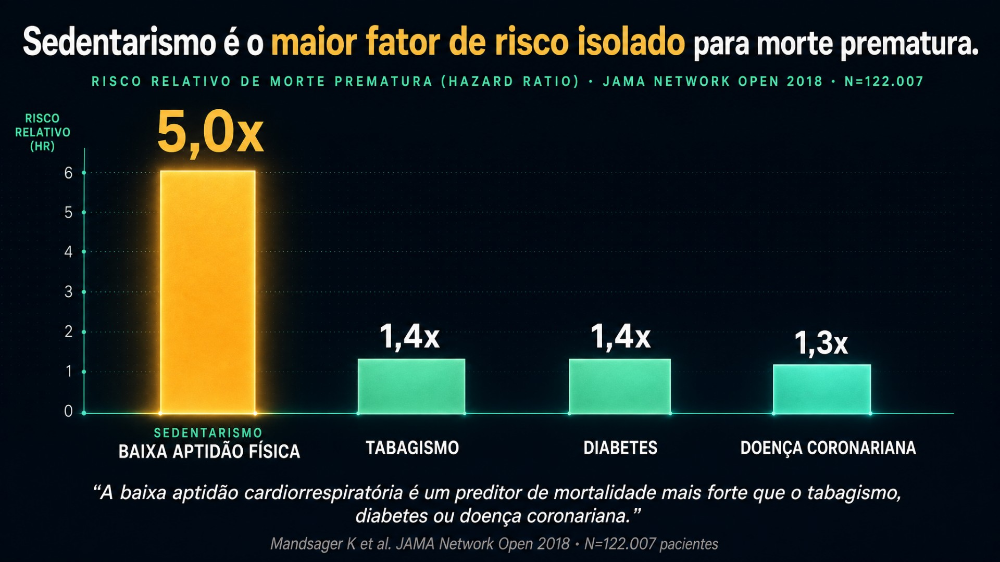 Sedentarismo é o maior fator de risco isolado para morte prematura.
RISCO RELATIVO DE MORTE PREMATURA (HAZARD RATIO) • JAMA NETWORK OPEN 2018 • N=122.007
RISCO
RELATIVO
(HR)
5,0x
6
5
4
3
2
1
0
1,4x
1,4x
1,3x
SEDENTARISMO
BAIXA APTIDÃO FÍSICA
TABAGISMO
DIABETES
DOENÇA CORONARIANA
“A baixa aptidão cardiorrespiratória é um preditor de mortalidade mais forte que o tabagismo,
diabetes ou doença coronariana.”
Mandsager K et al. JAMA Network Open 2018 • N=122.007 pacientes